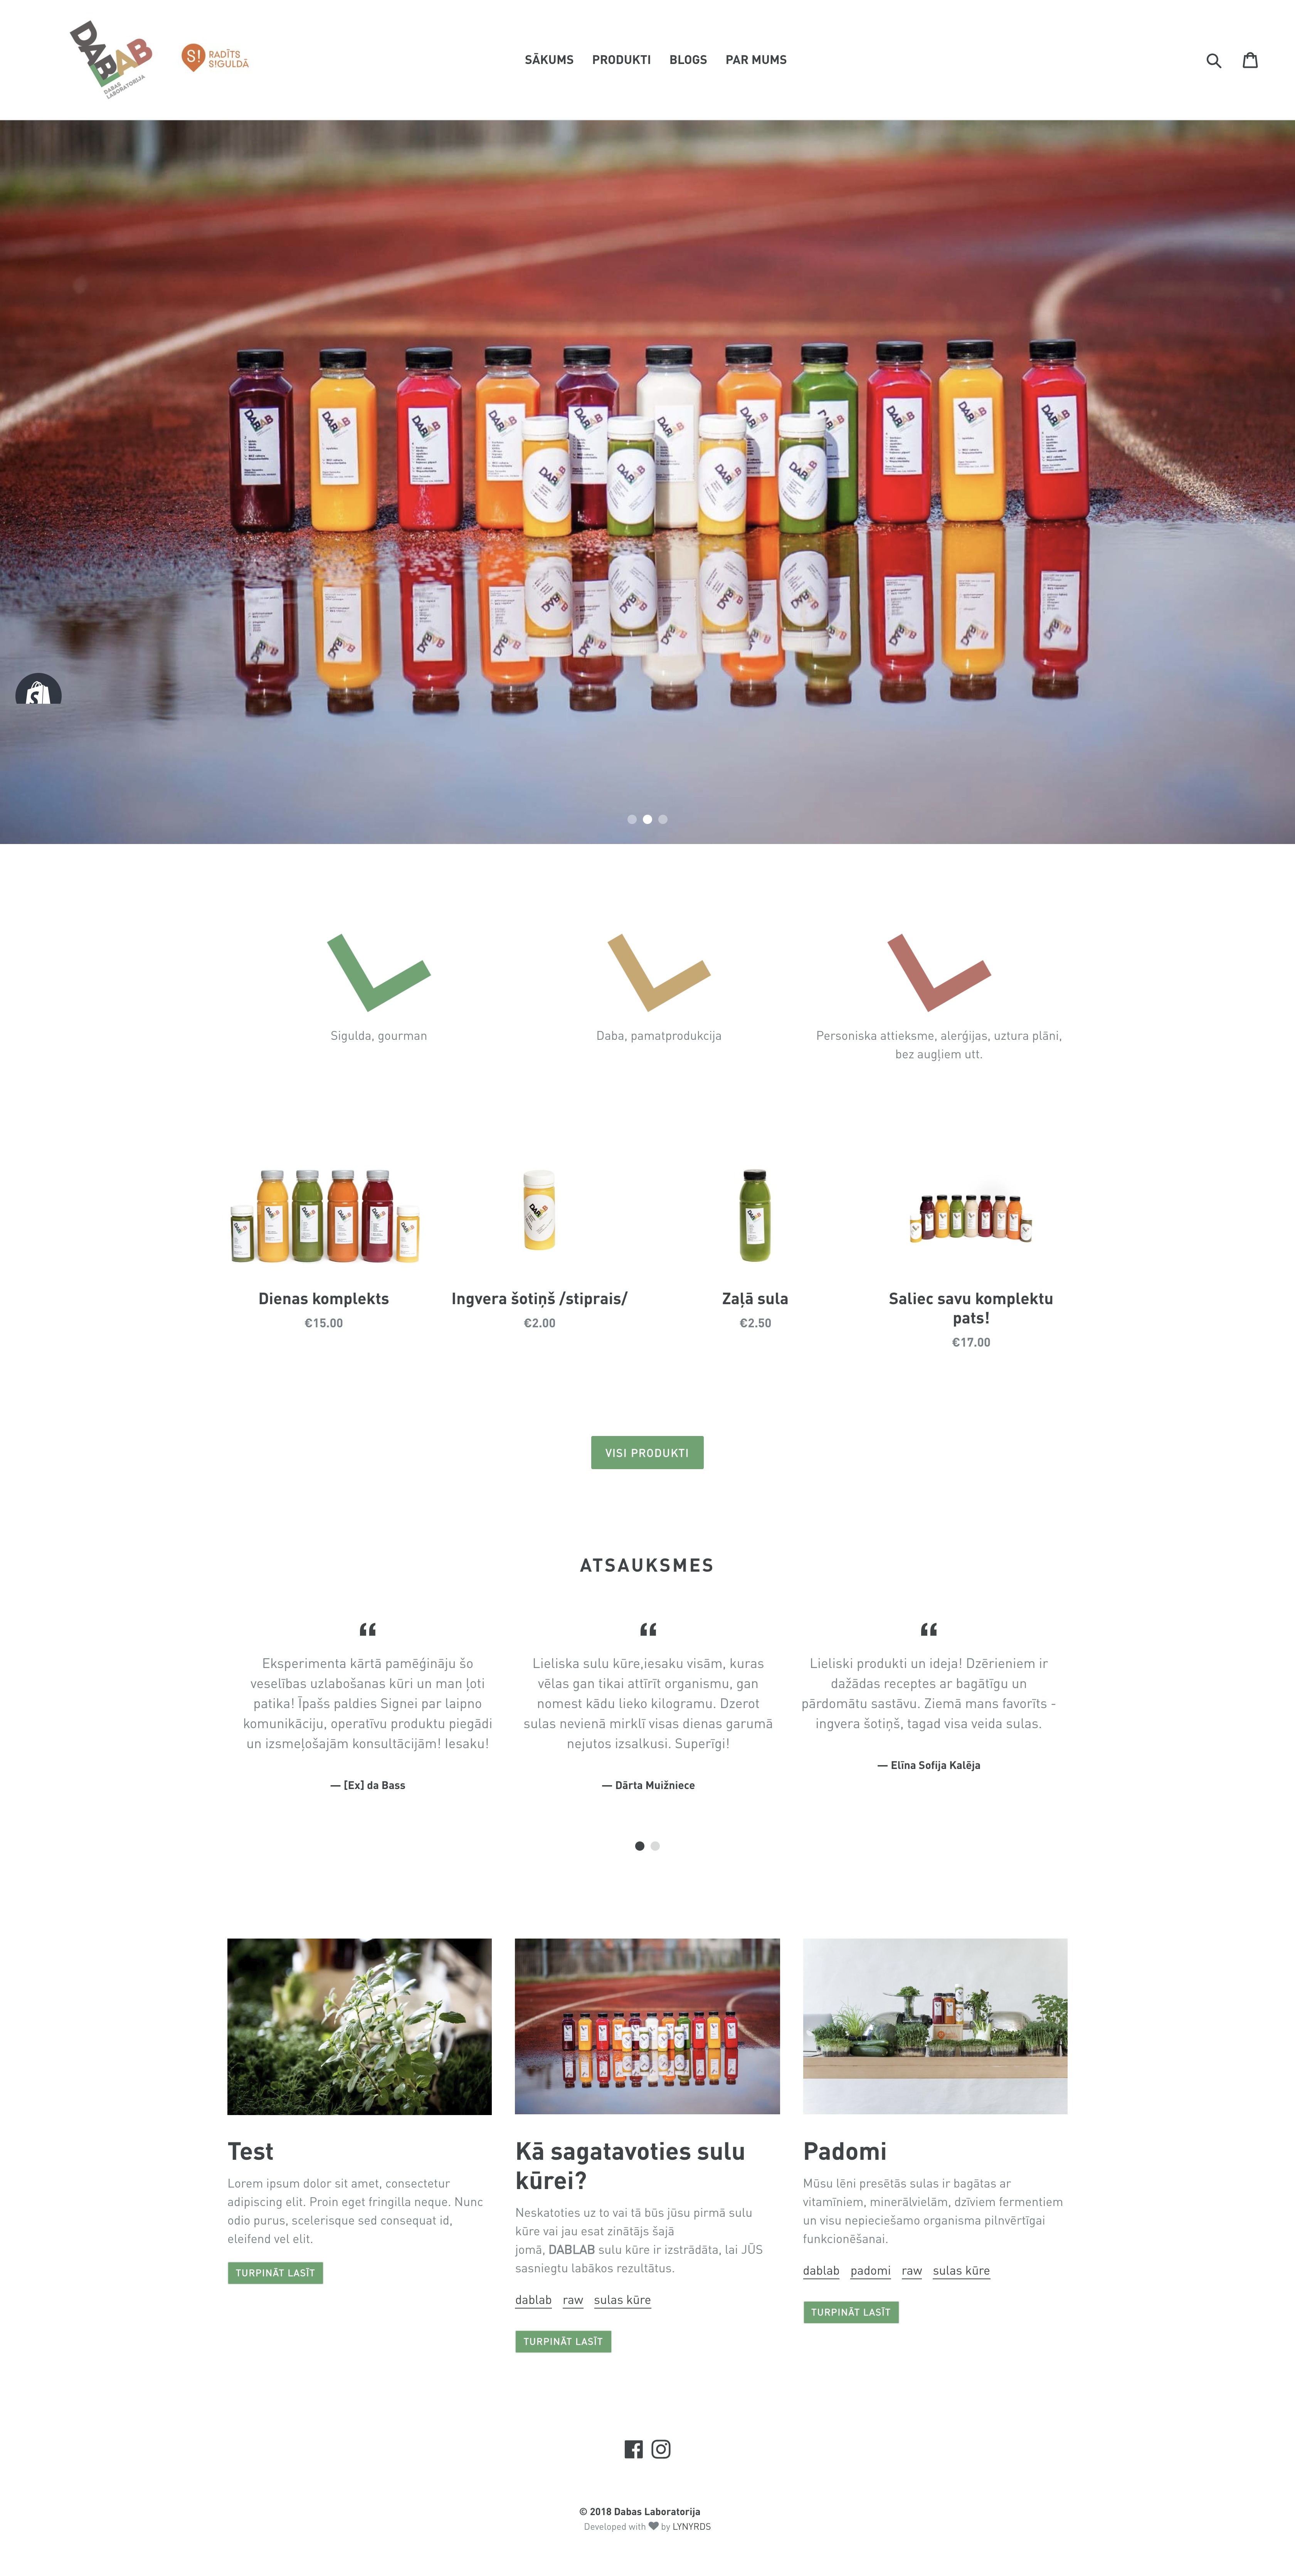 DABLAB
DABAS
LABORATORIJA
S!
RADĪTS
S!GULDĀ
SĀKUMS PRODUKTI BLOGS PAR MUMS
Sigulda, gourman
Daba, pamatprodukcija
Personiska attieksme, alerģijas, uztura plāni,
bez augļiem utt.
Dienas komplekts
€15.00
Ingvera šotiņš /stiprais/
€2.00
Zaļā sula
€2.50
Saliec savu komplektu
pats!
€17.00
VISI PRODUKTI
ATSAUKSMES
“
Eksperimenta kārtā pamēģināju šo
veselības uzlabošanas kūri un man ļoti
patika! Īpašs paldies Signei par laipno
komunikāciju, operatīvu produktu piegādi
un izsmeļošajām konsultācijām! Iesaku!
— [Ex] da Bass
“
Lieliska sulu kūre,iesaku visām, kuras
vēlas gan tikai attīrīt organismu, gan
nomest kādu lieko kilogramu. Dzerot
sulas nevienā mirklī visas dienas garumā
nejutos izsalkusi. Superīgi!
— Dārta Muižniece
“
Lieliski produkti un ideja! Dzērieniem ir
dažādas receptes ar bagātīgu un
pārdomātu sastāvu. Ziemā mans favorīts -
ingvera šotiņš, tagad visa veida sulas.
— Elīna Sofija Kalēja
Test
Lorem ipsum dolor sit amet, consectetur
adipiscing elit. Proin eget fringilla neque. Nunc
odio purus, scelerisque sed consequat id,
eleifend vel elit.
TURPINĀT LASĪT
Kā sagatavoties sulu
kūrei?
Neskatoties uz to vai tā būs jūsu pirmā sulu
kūre vai jau esat zinātājs šajā
jomā, DABLAB sulu kūre ir izstrādāta, lai JŪS
sasniegtu labākos rezultātus.
dablab raw sulas kūre
TURPINĀT LASĪT
Padomi
Mūsu lēni presētās sulas ir bagātas ar
vitamīniem, minerālvielām, dzīviem fermentiem
un visu nepieciešamo organisma pilnvērtīgai
funkcionēšanai.
dablab padomi raw sulas kūre
TURPINĀT LASĪT
© 2018 Dabas Laboratorija
Developed with ♥ by LYNYRDS